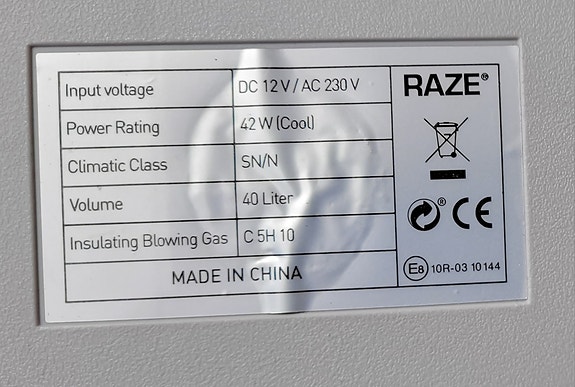 Input voltage DC 12 V / AC 230 V
Power Rating 42 W (Cool)
Climatic Class SN/N
Volume 40 Liter
Insulating Blowing Gas C 5H 10
MADE IN CHINA
RAZE®
® CE
E8 10R-03 10144